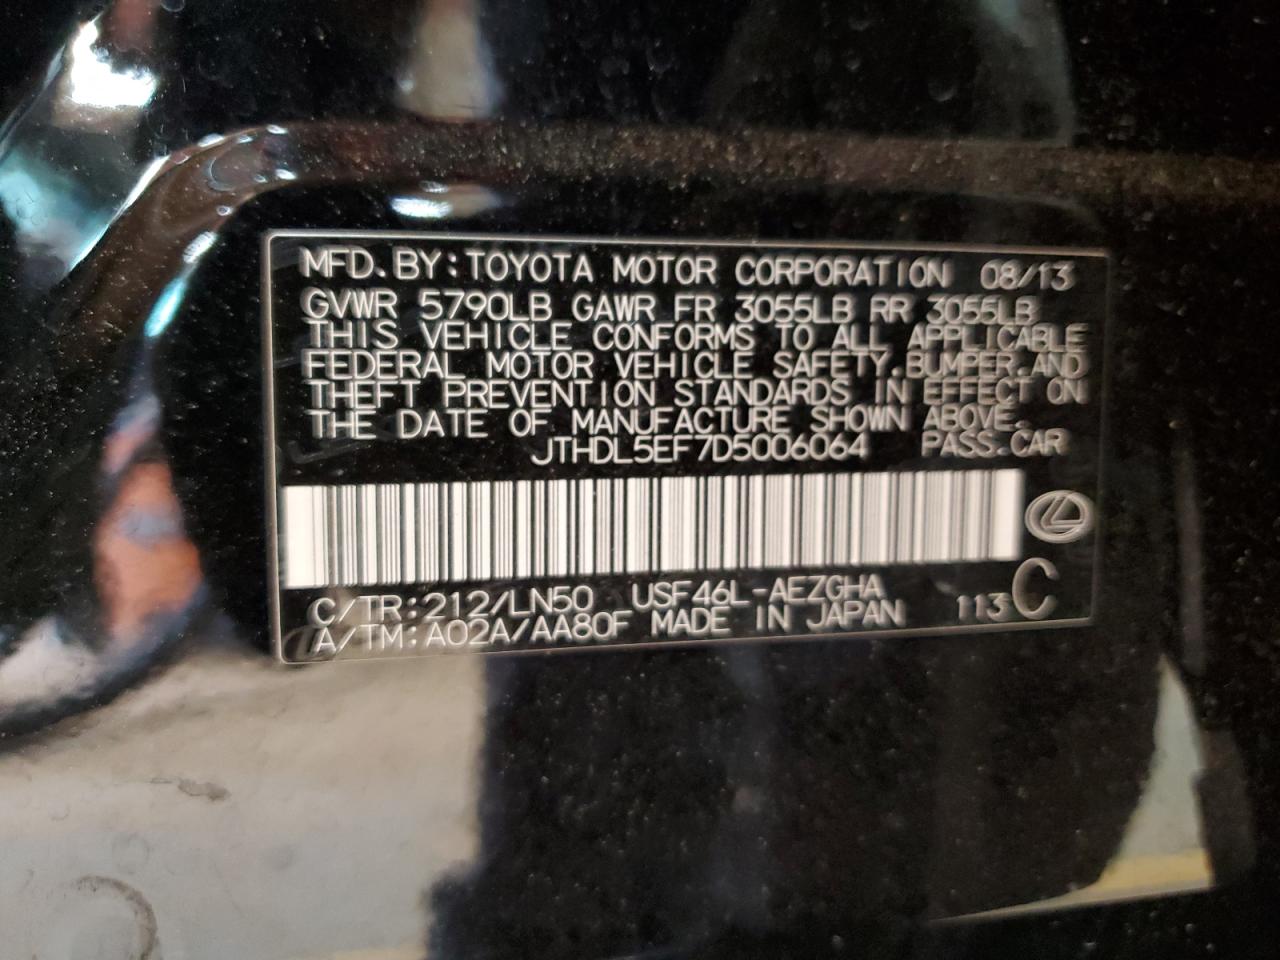 MFD.BY:TOYOTA MOTOR CORPORATION 08/13
GVWR 5790LB GAWR FR 3055LB RR 3055LB
THIS VEHICLE CONFORMS TO ALL APPLICABLE
FEDERAL MOTOR VEHICLE SAFETY.BUMPER.AND
THEFT PREVENTION STANDARDS IN EFFECT ON
THE DATE OF MANUFACTURE SHOWN ABOVE.
JTHDL5EF7D5006064 PASS.CAR
C/TR:212/LN50 USF46L-AEZGHA
A/TM:A02A/AA80F MADE IN JAPAN 113 C